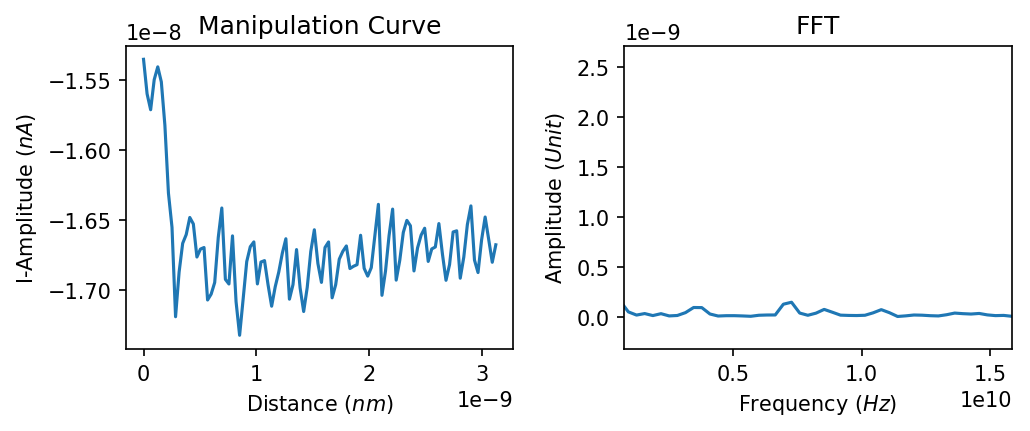 Manipulation Curve
1e−8
−1.55
−1.60
−1.65
−1.70
I-Amplitude (nA)
0
1
2
3
1e−9
Distance (nm)
FFT
1e−9
2.5
2.0
1.5
1.0
0.5
0.0
Amplitude (Unit)
0.5
1.0
1.5
1e10
Frequency (Hz)